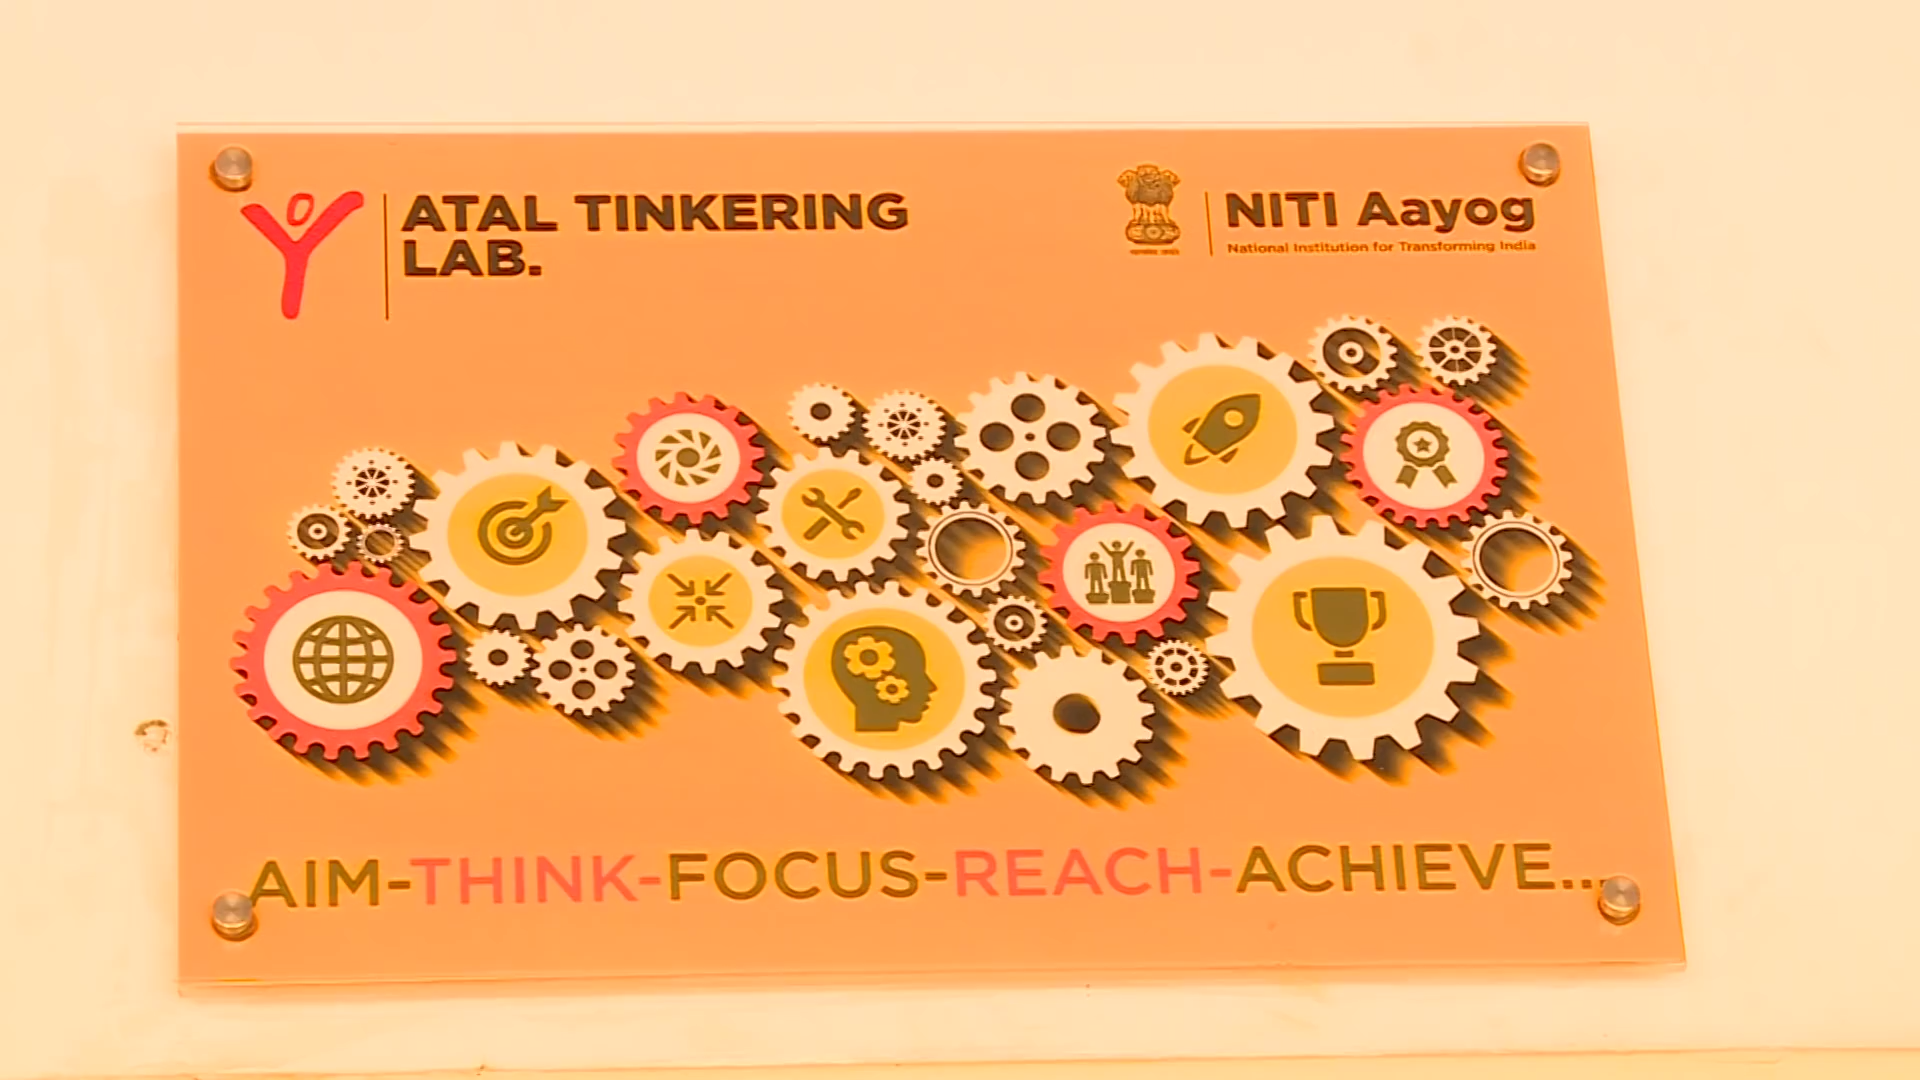 ATAL TINKERING
LAB.
NITI Aayog
National Institution for Transforming India
AIM-THINK-FOCUS-REACH-ACHIEVE...